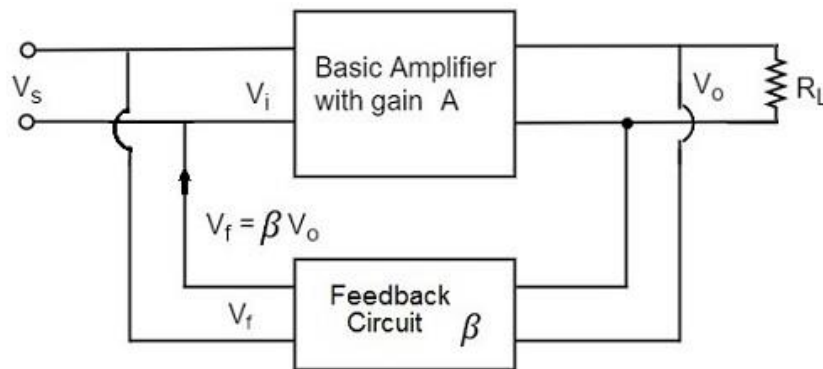 Basic Amplifier
with gain A
Vs
Vi
Vo
RL
Vf = β Vo
Vf
Feedback
Circuit β